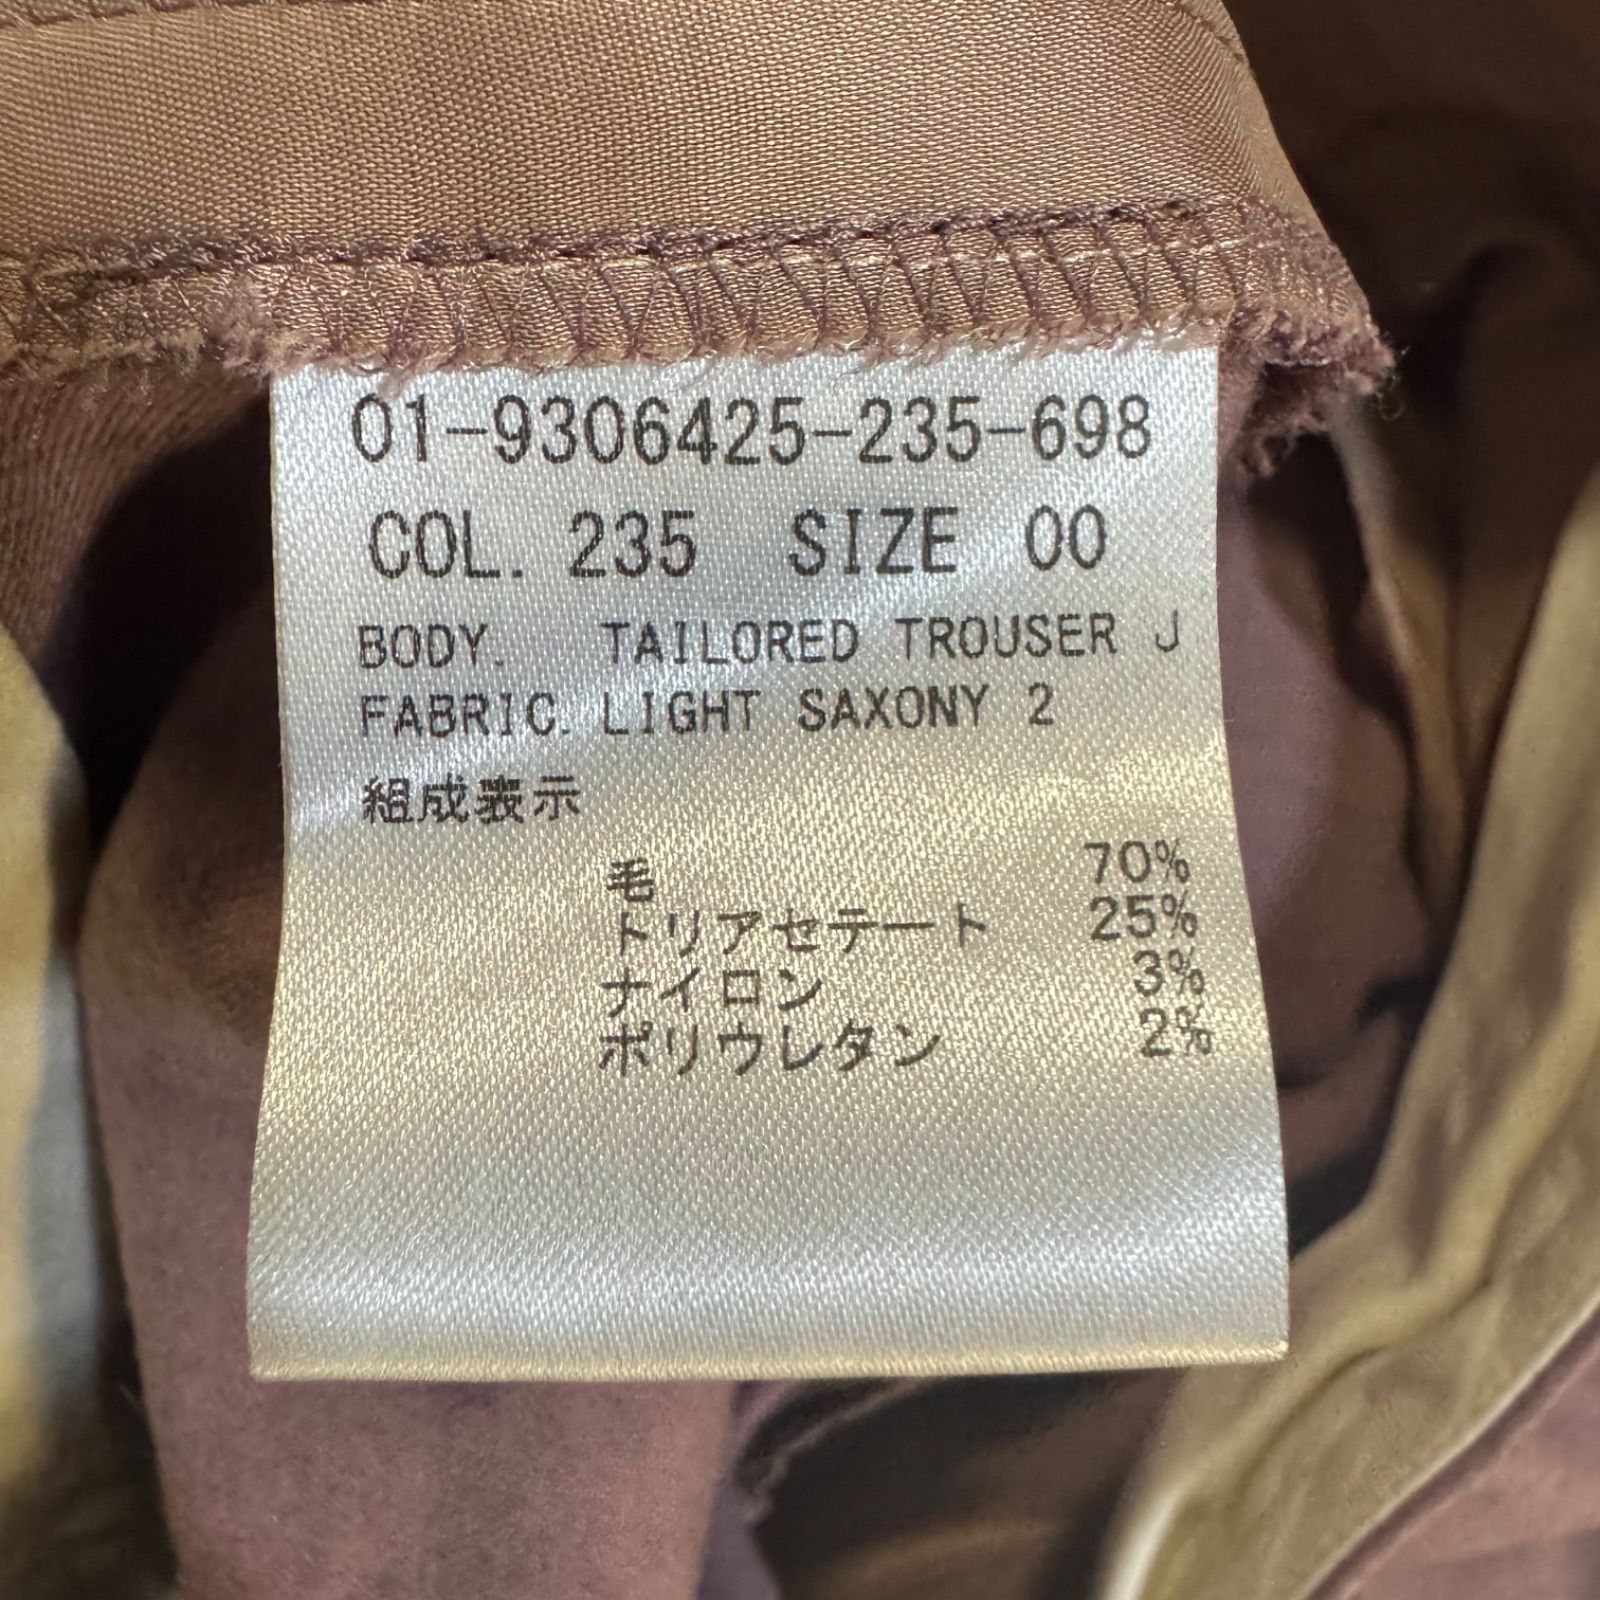 01-9306425-235-698
COL. 235 SIZE 00
BODY. TAILORED TROUSER J
FABRIC. LIGHT SAXONY 2
組成表示
毛 70%
トリアセテート 25%
ナイロン 3%
ポリウレタン 2%